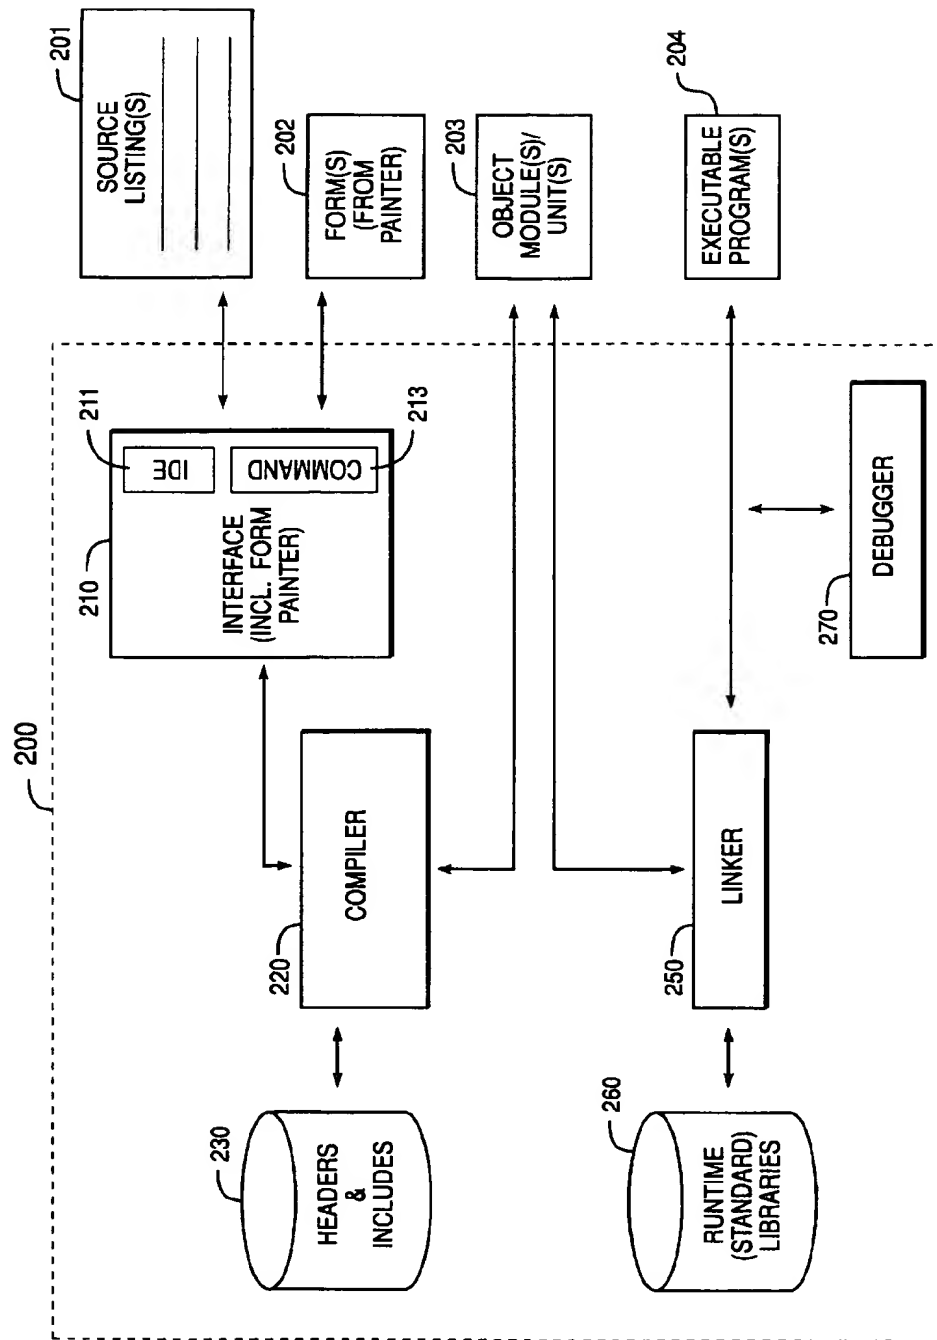 200
210
INTERFACE
(INCL. FORM
PAINTER)
211
IDE
COMMAND
213
SOURCE
LISTING(S)
201
FORM(S)
(FROM
PAINTER)
202
OBJECT
MODULE(S)/
UNIT(S)
203
EXECUTABLE
PROGRAM(S)
204
220
COMPILER
230
HEADERS
&
INCLUDES
250
LINKER
260
RUNTIME
(STANDARD)
LIBRARIES
270
DEBUGGER